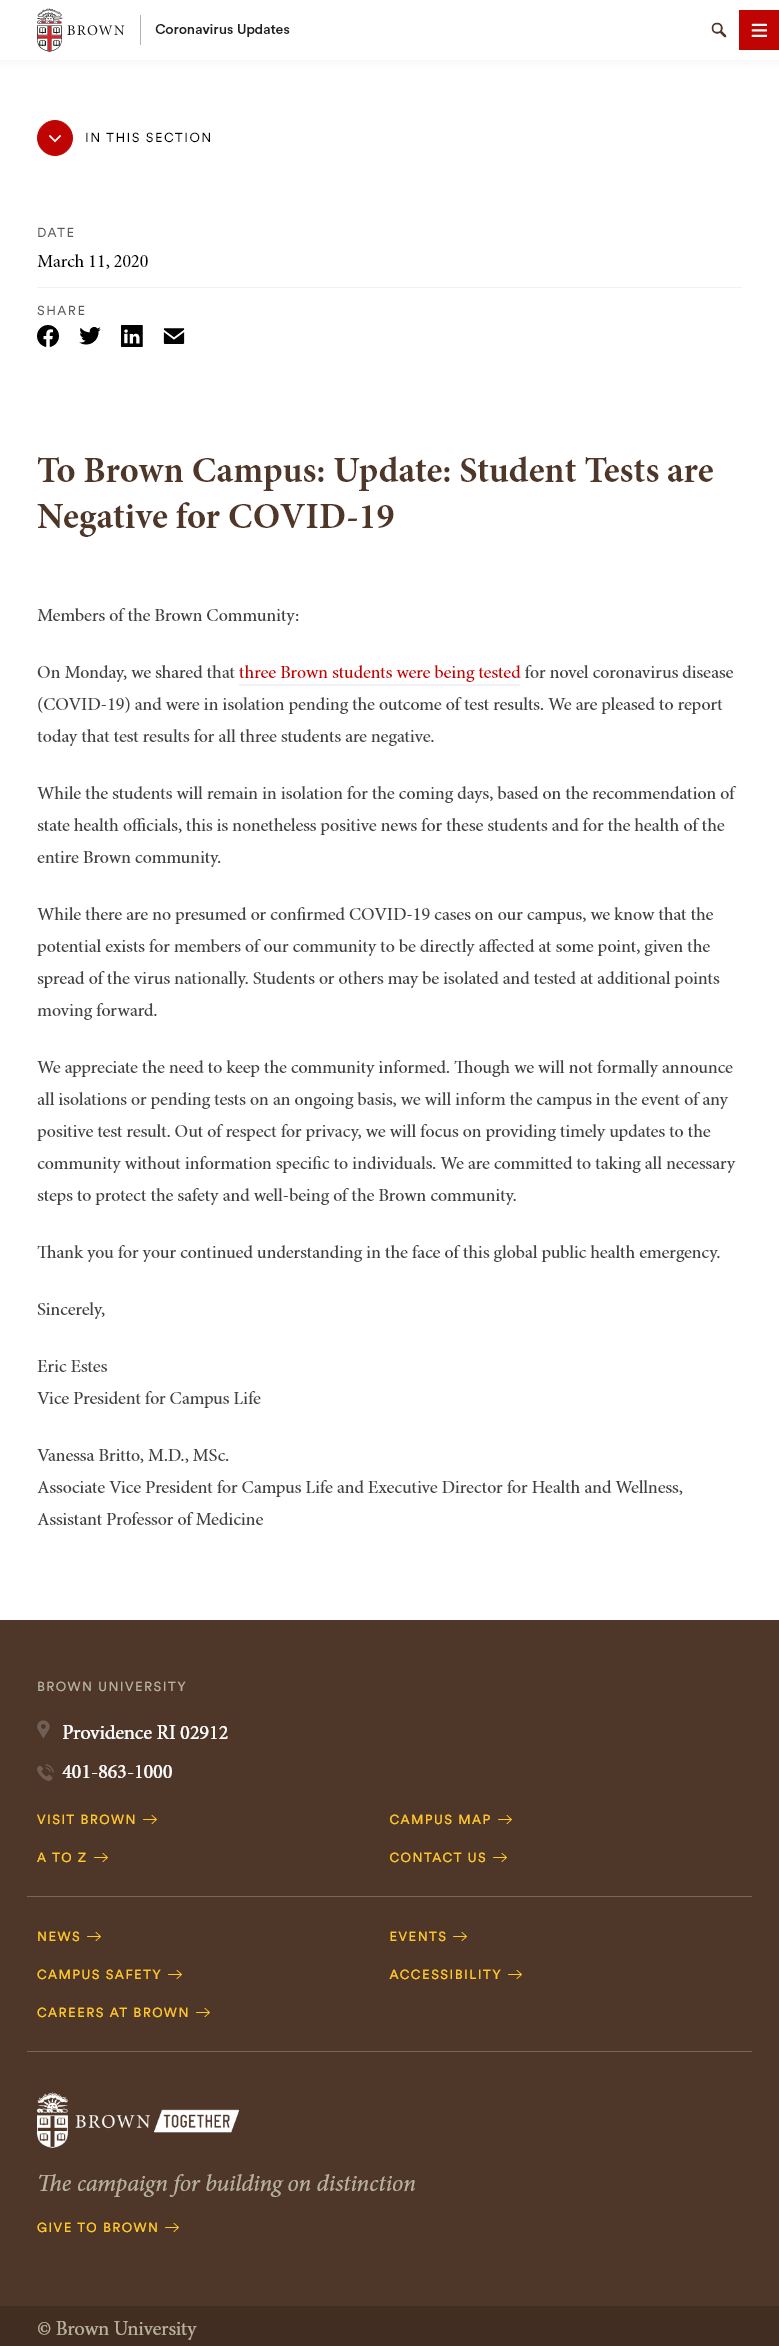 BROWN
Coronavirus Updates
IN THIS SECTION
DATE
March 11, 2020
SHARE
To Brown Campus: Update: Student Tests are
Negative for COVID-19
Members of the Brown Community:
On Monday, we shared that three Brown students were being tested for novel coronavirus disease
(COVID-19) and were in isolation pending the outcome of test results. We are pleased to report
today that test results for all three students are negative.
While the students will remain in isolation for the coming days, based on the recommendation of
state health officials, this is nonetheless positive news for these students and for the health of the
entire Brown community.
While there are no presumed or confirmed COVID-19 cases on our campus, we know that the
potential exists for members of our community to be directly affected at some point, given the
spread of the virus nationally. Students or others may be isolated and tested at additional points
moving forward.
We appreciate the need to keep the community informed. Though we will not formally announce
all isolations or pending tests on an ongoing basis, we will inform the campus in the event of any
positive test result. Out of respect for privacy, we will focus on providing timely updates to the
community without information specific to individuals. We are committed to taking all necessary
steps to protect the safety and well-being of the Brown community.
Thank you for your continued understanding in the face of this global public health emergency.
Sincerely,
Eric Estes
Vice President for Campus Life
Vanessa Britto, M.D., MSc.
Associate Vice President for Campus Life and Executive Director for Health and Wellness,
Assistant Professor of Medicine
BROWN UNIVERSITY
Providence RI 02912
401-863-1000
VISIT BROWN →
CAMPUS MAP →
A TO Z →
CONTACT US →
NEWS →
EVENTS →
CAMPUS SAFETY →
ACCESSIBILITY →
CAREERS AT BROWN →
BROWN TOGETHER
The campaign for building on distinction
GIVE TO BROWN →
© Brown University